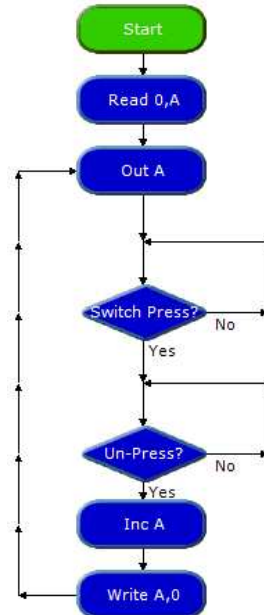 Start
Read 0,A
Out A
Switch Press?
No
Yes
Un-Press?
No
Yes
Inc A
Write A,0